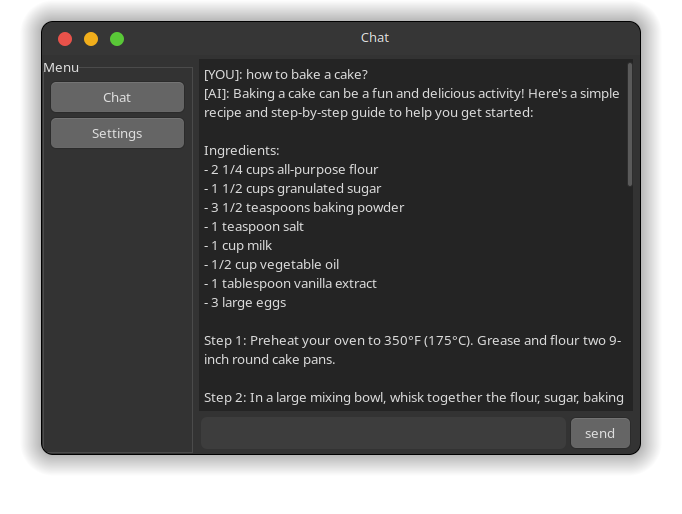 Chat
Menu
Chat
Settings
[YOU]: how to bake a cake?
[AI]: Baking a cake can be a fun and delicious activity! Here's a simple
recipe and step-by-step guide to help you get started:
Ingredients:
- 2 1/4 cups all-purpose flour
- 1 1/2 cups granulated sugar
- 3 1/2 teaspoons baking powder
- 1 teaspoon salt
- 1 cup milk
- 1/2 cup vegetable oil
- 1 tablespoon vanilla extract
- 3 large eggs
Step 1: Preheat your oven to 350°F (175°C). Grease and flour two 9-
inch round cake pans.
Step 2: In a large mixing bowl, whisk together the flour, sugar, baking
send